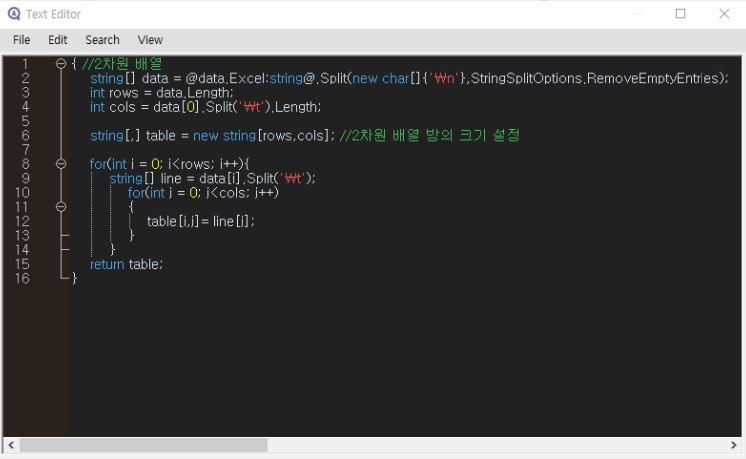 Text Editor
File Edit Search View
1 { //2차원 배열
2 string[] data = @data.Excel:string@.Split(new char[]{'₩n'},StringSplitOptions.RemoveEmptyEntries);
3 int rows = data.Length;
4 int cols = data[0].Split('₩t').Length;
5
6 string[,] table = new string[rows,cols]; //2차원 배열 방의 크기 설정
7
8 for(int i = 0; i<rows; i++){
9 string[] line = data[i].Split('₩t');
10 for(int j = 0; j<cols; j++)
11 {
12 table[i,j]= line[j];
13 }
14 }
15 return table;
16 }